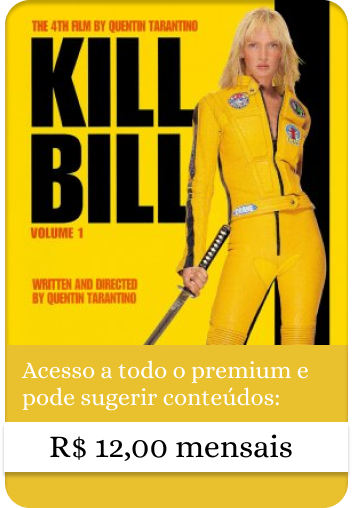 THE 4TH FILM BY QUENTIN TARANTINO
KILL
BILL
VOLUME 1
WRITTEN AND DIRECTED
BY QUENTIN TARANTINO
Acesso a todo o premium e
pode sugerir conteúdos:
R$ 12,00 mensais